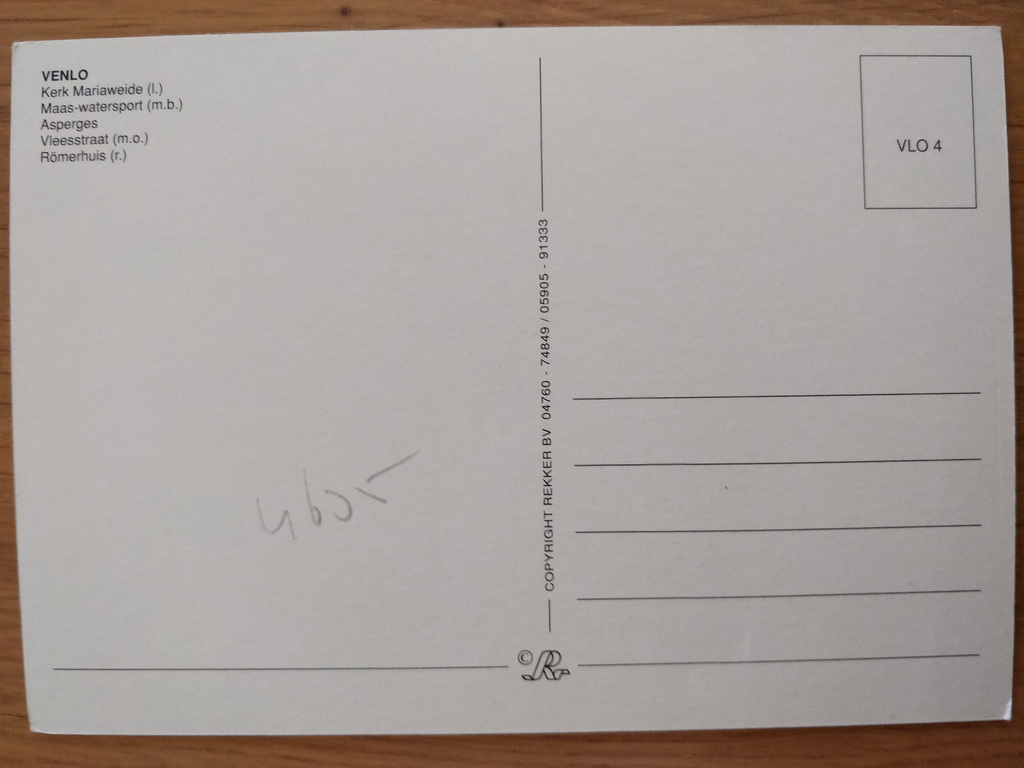 VENLO
Kerk Mariaweide (l.)
Maas-watersport (m.b.)
Asperges
Vleesstraat (m.o.)
Römerhuis (r.)
VLO 4
COPYRIGHT REKKER BV 04760 - 74849 / 05905 - 91333
©R